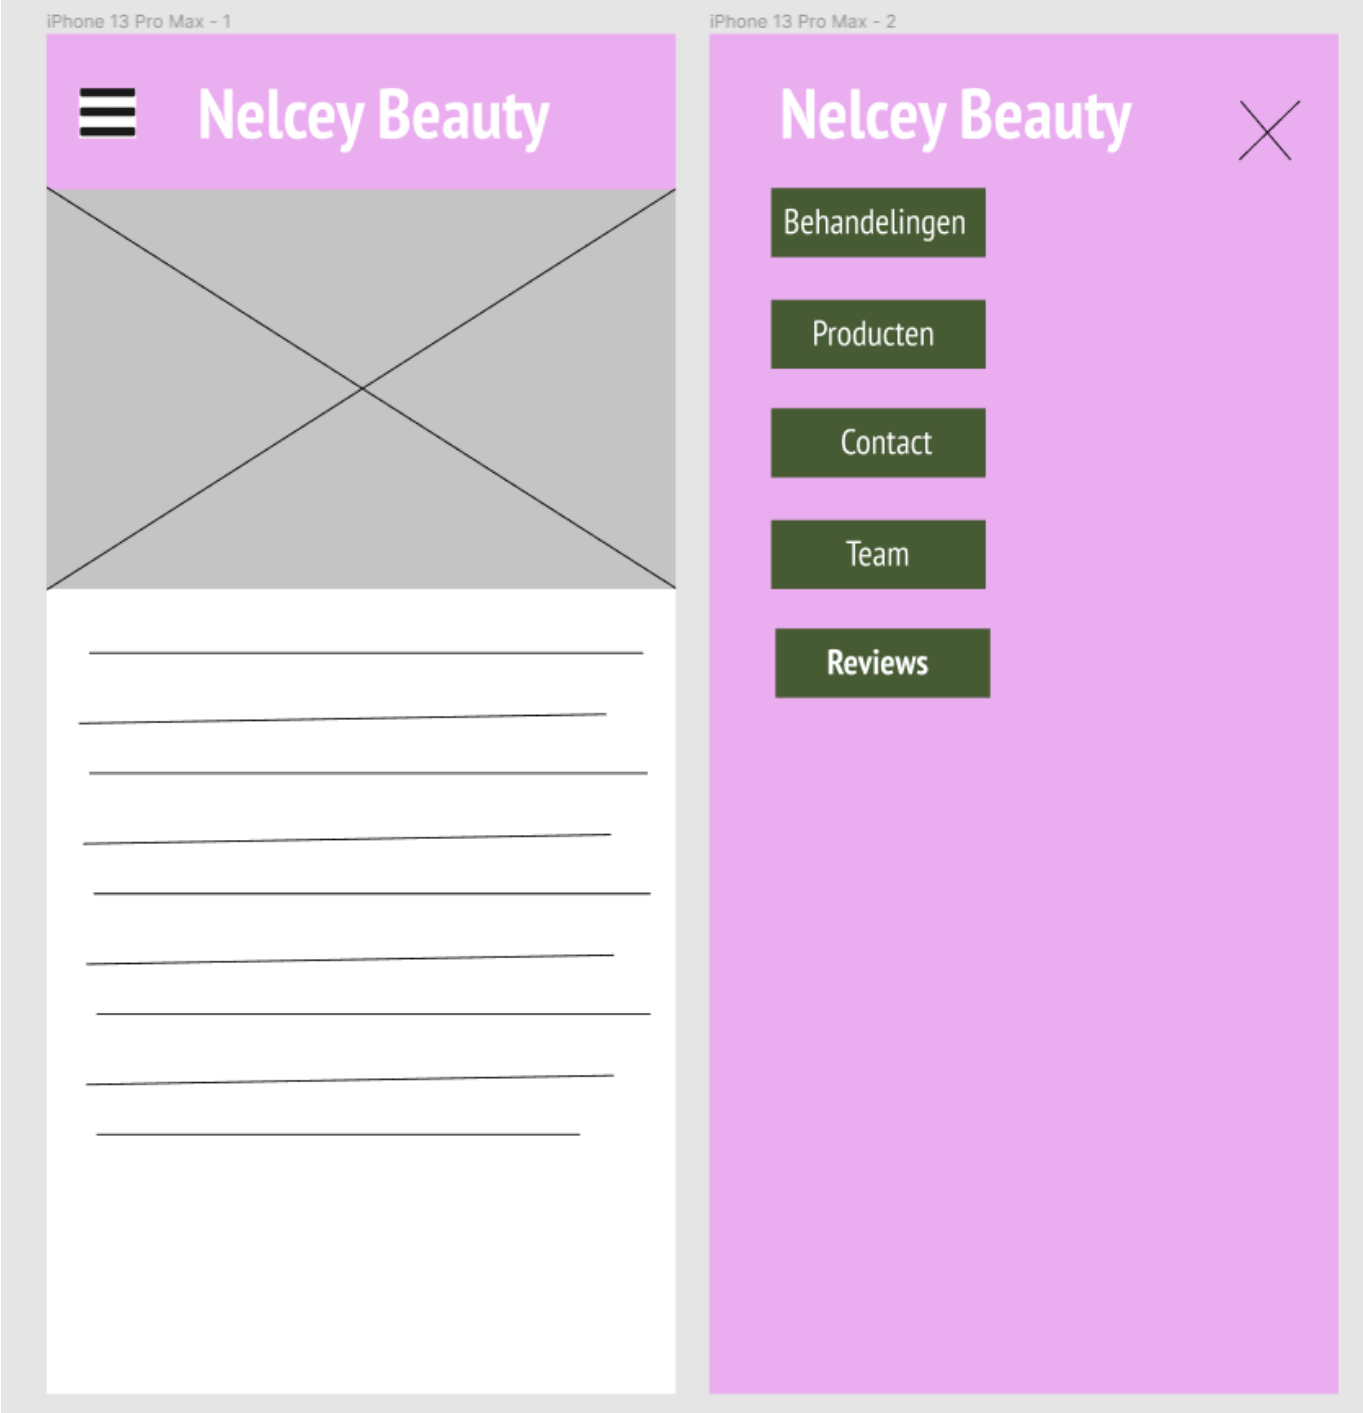 iPhone 13 Pro Max - 1
Nelcey Beauty
iPhone 13 Pro Max - 2
Nelcey Beauty
Behandelingen
Producten
Contact
Team
Reviews